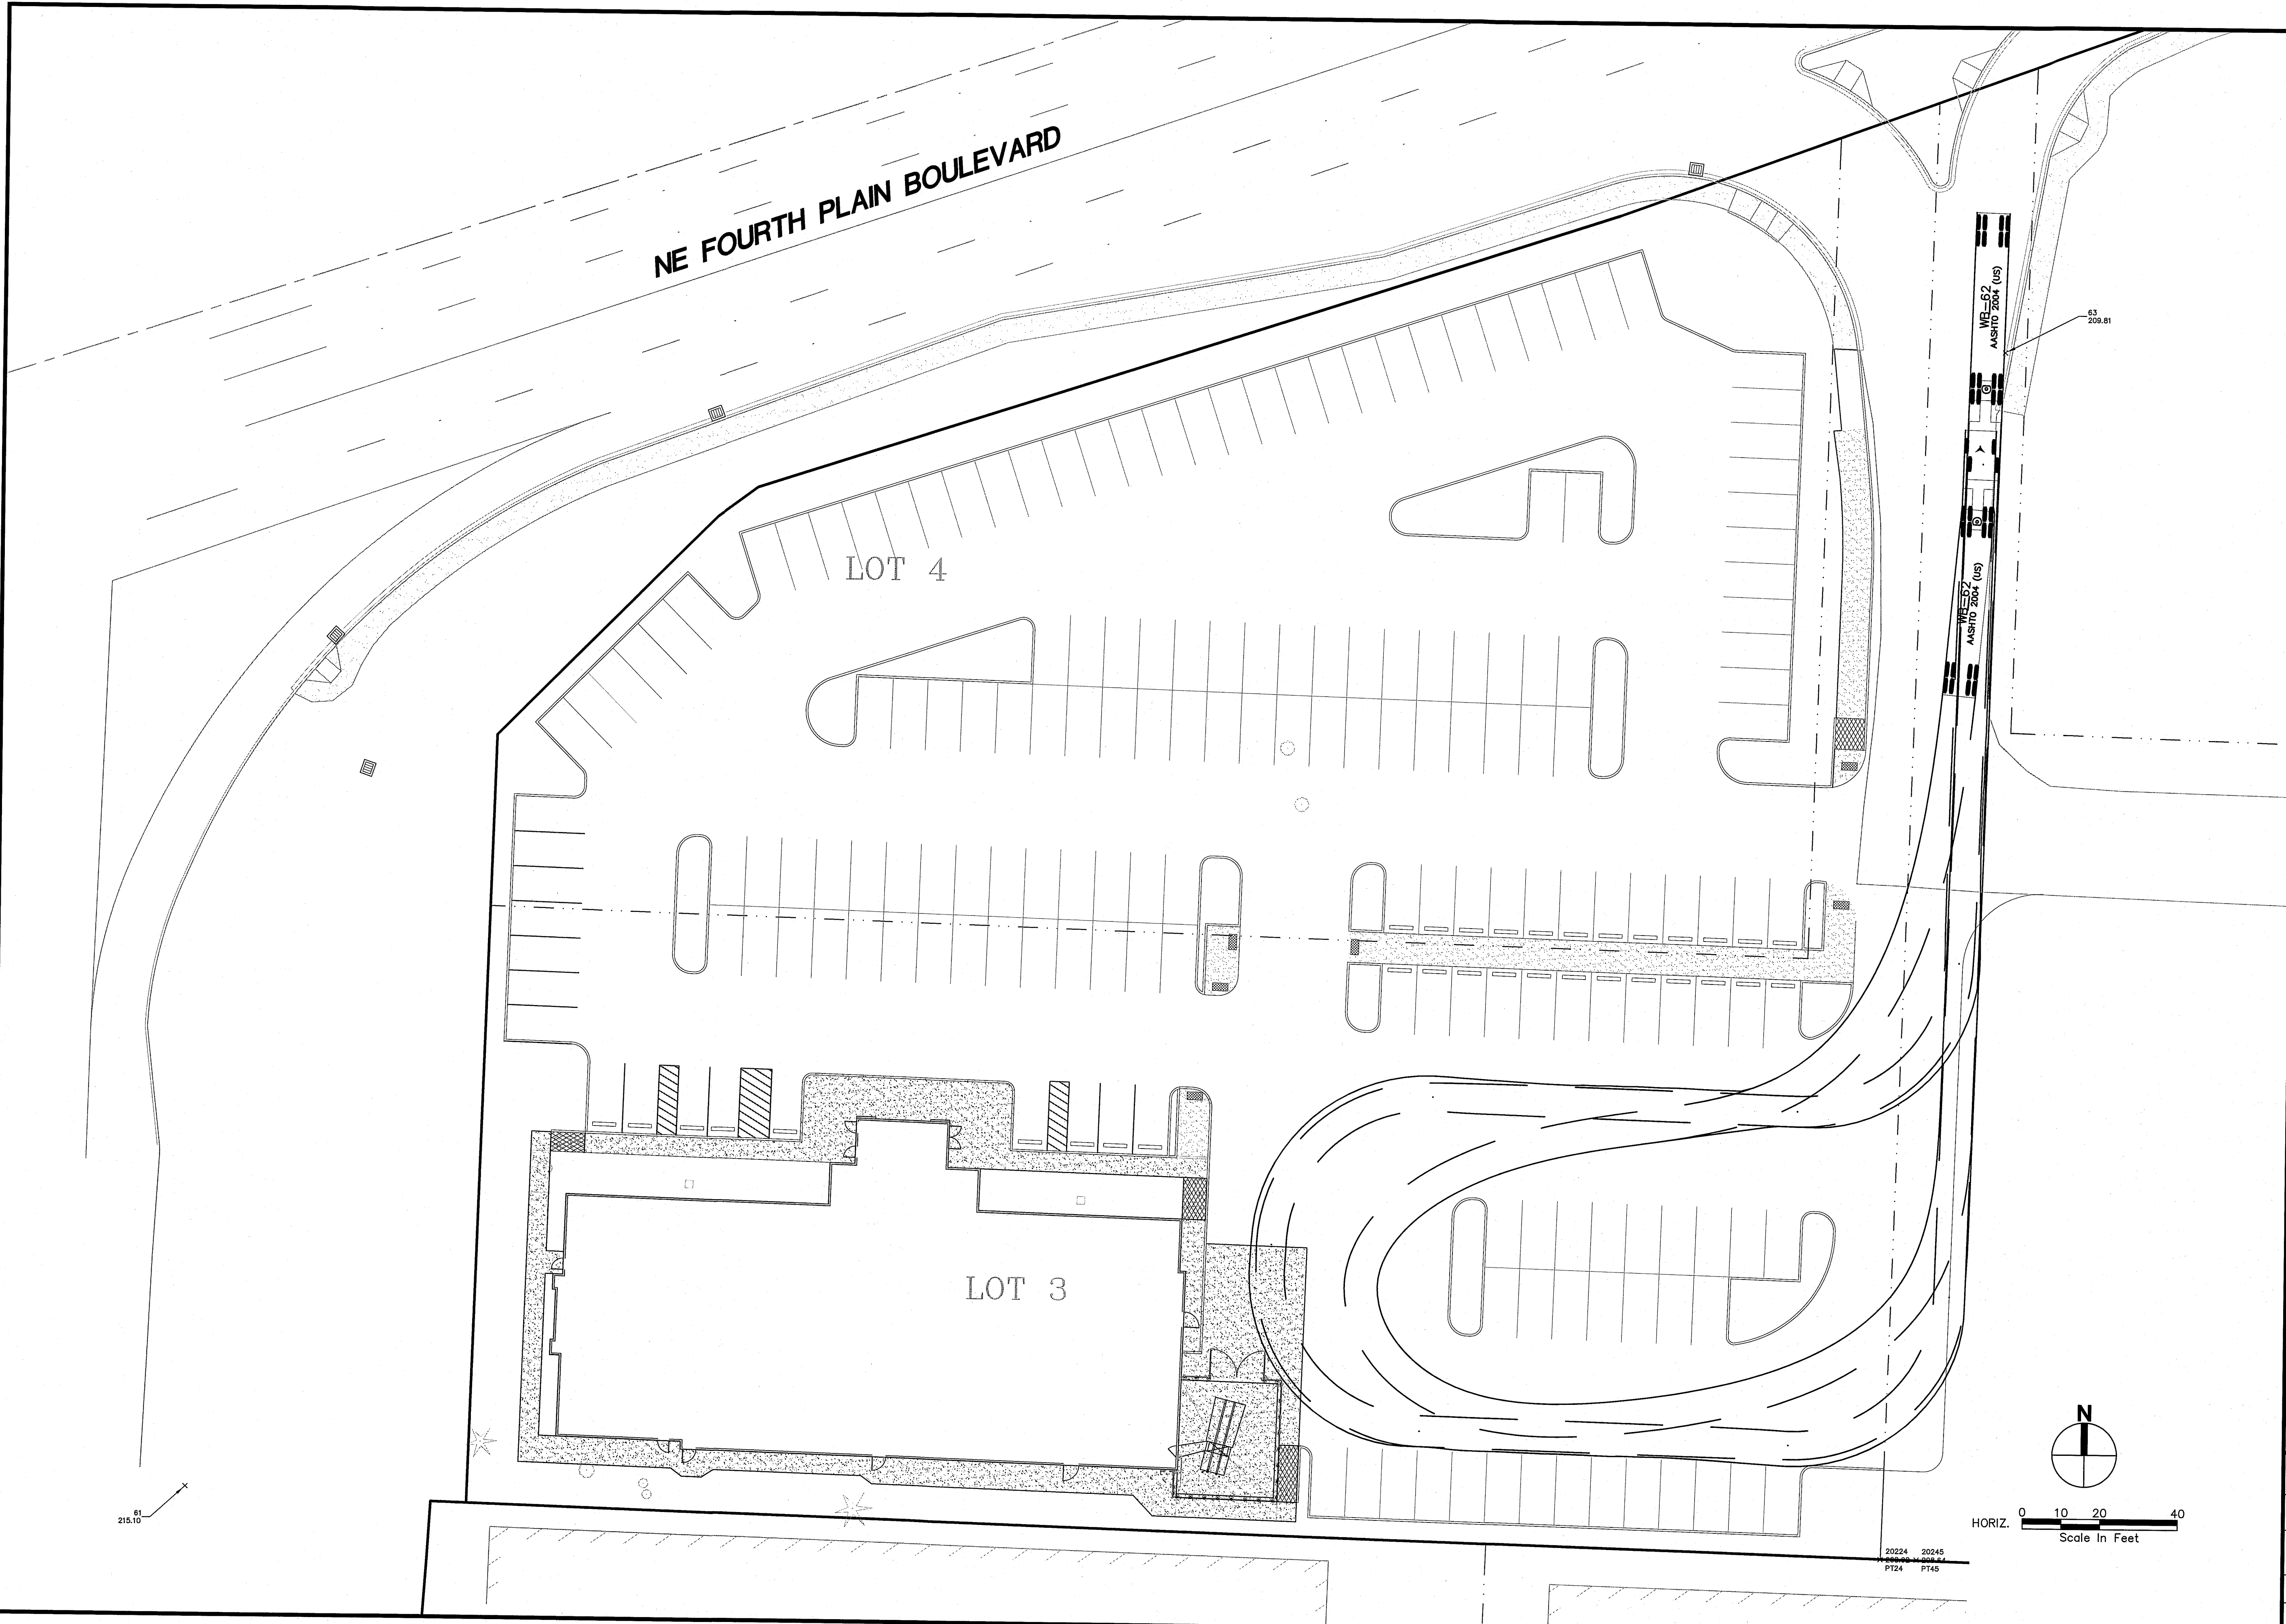 NE FOURTH PLAIN BOULEVARD
WB-62
AASHTO 2004 (US)
63
209.81
LOT 4
WB-62
AASHTO 2004 (US)
LOT 3
N
61
215.10
HORIZ.
0 10 20 40
Scale In Feet
20224 20245
PT24 PT45